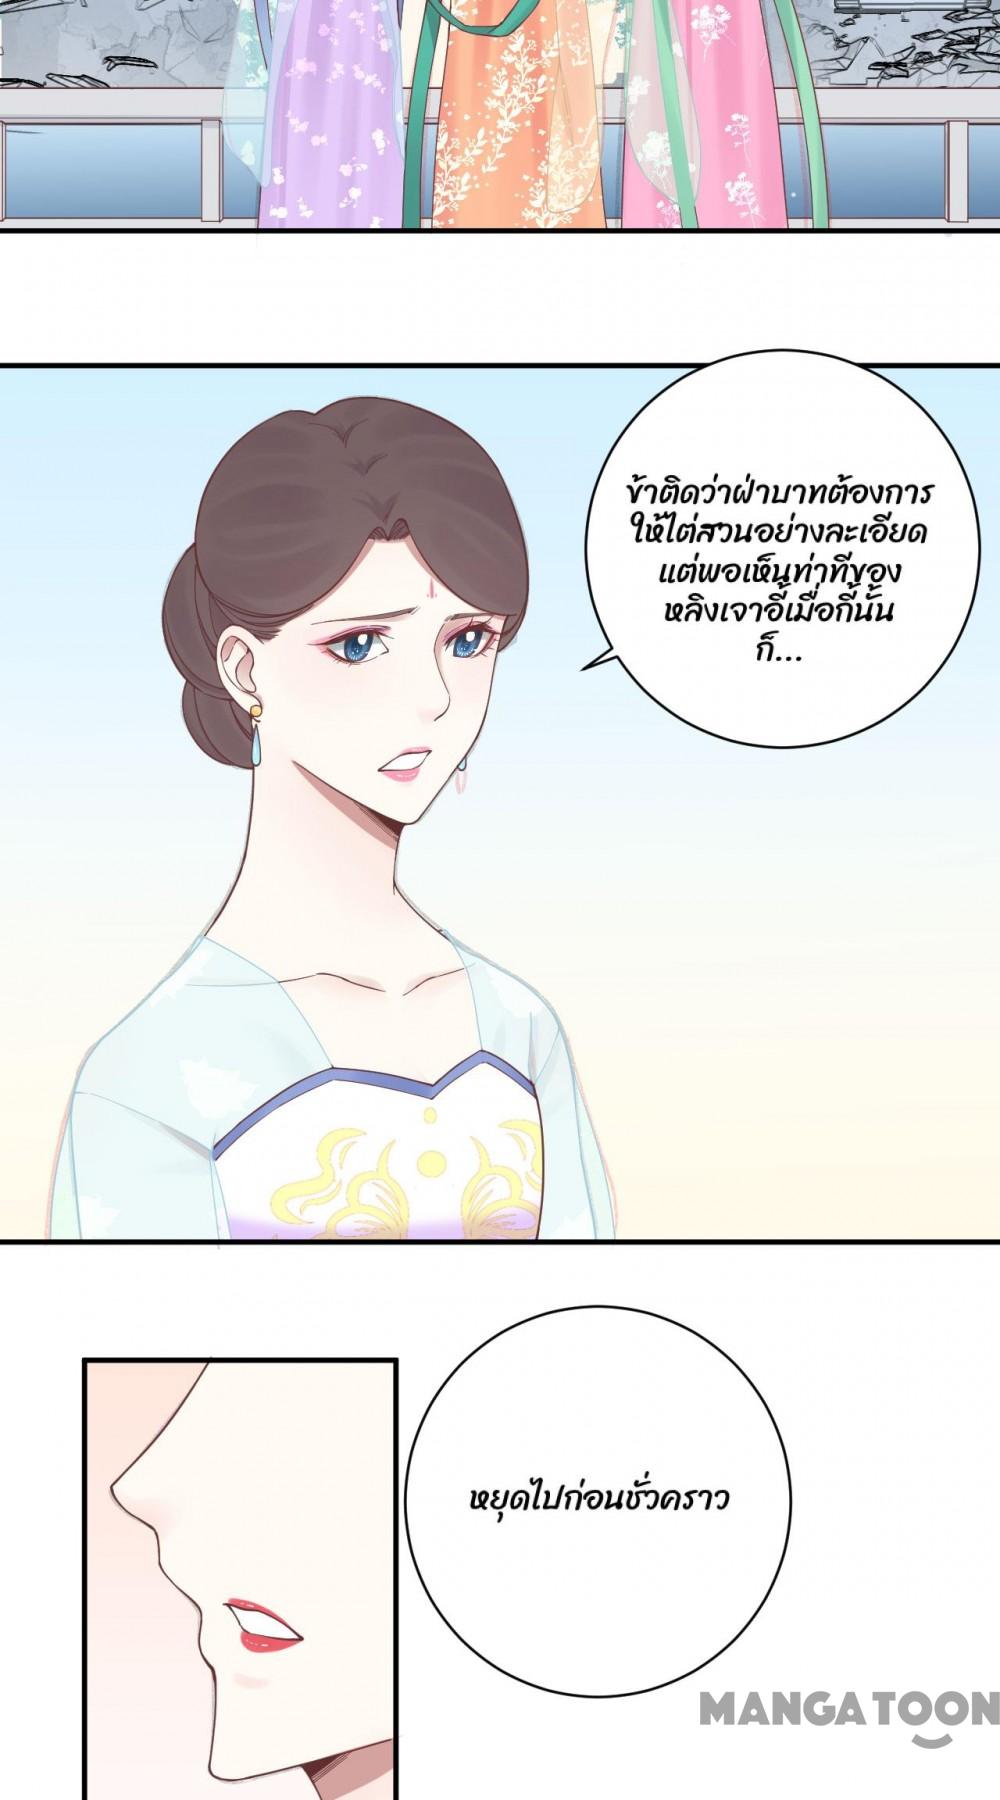 ข้าติดว่าฝ่าบาทต้องการ
ให้ไต่สวนอย่างละเอียด
แต่พอเห็นท่าทีของ
หลิงเจาอี้เมื่อกี้นั้น
ก็...
หยุดไปก่อนชั่วคราว
MANGATOON